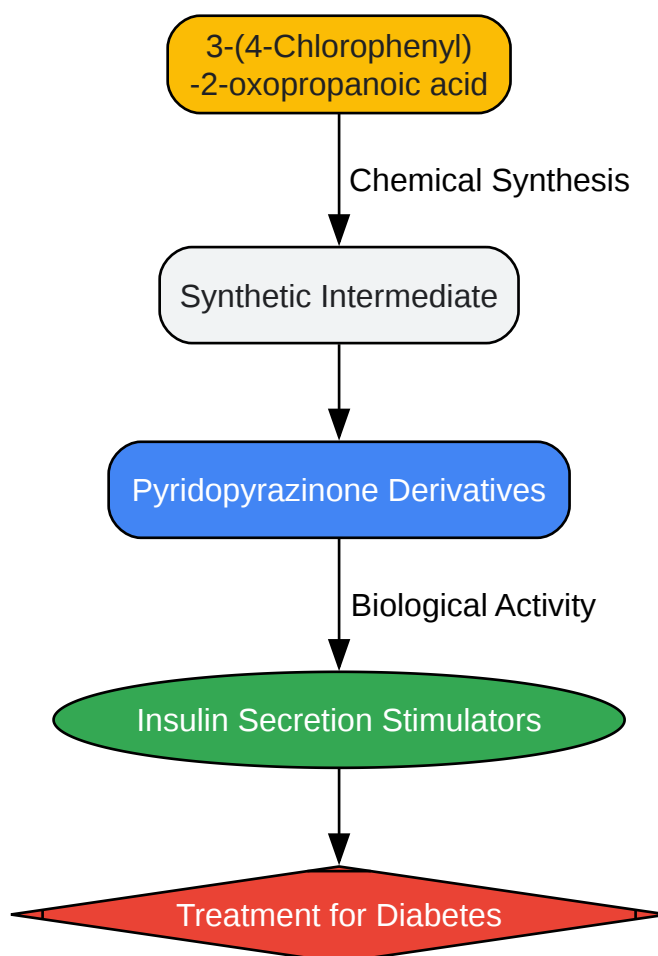 3-(4-Chlorophenyl)
-2-oxopropanoic acid
Chemical Synthesis
Synthetic Intermediate
Pyridopyrazinone Derivatives
Biological Activity
Insulin Secretion Stimulators
Treatment for Diabetes